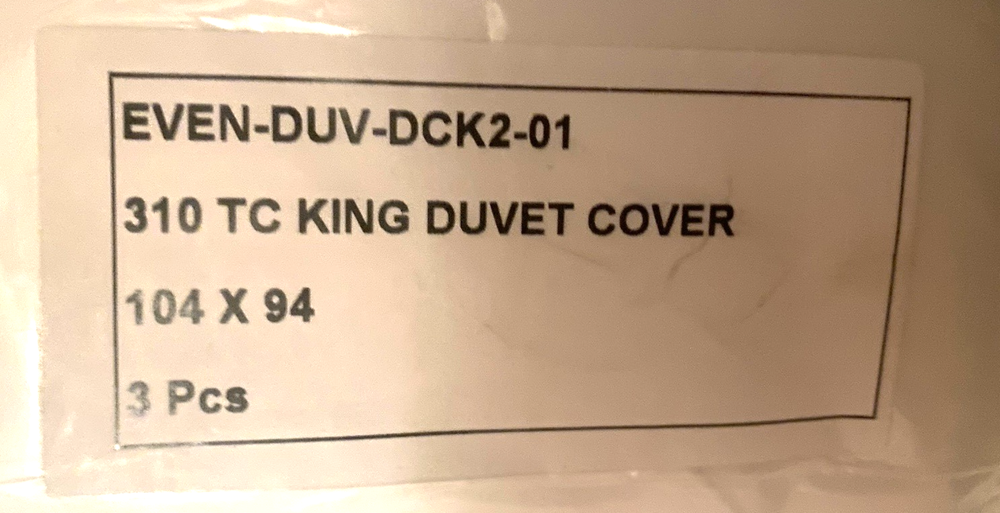 EVEN-DUV-DCK2-01
310 TC KING DUVET COVER
104 X 94
3 Pcs